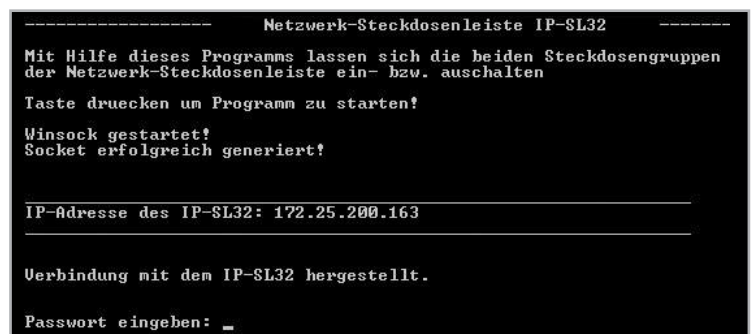 ------------------ Netzwerk-Steckdosenleiste IP-SL32 -------
Mit Hilfe dieses Programms lassen sich die beiden Steckdosengruppen
der Netzwerk-Steckdosenleiste ein- bzw. auschalten
Taste druecken um Programm zu starten!
Winsock gestartet!
Socket erfolgreich generiert!
IP-Adresse des IP-SL32: 172.25.200.163
Verbindung mit dem IP-SL32 hergestellt.
Passwort eingeben: _